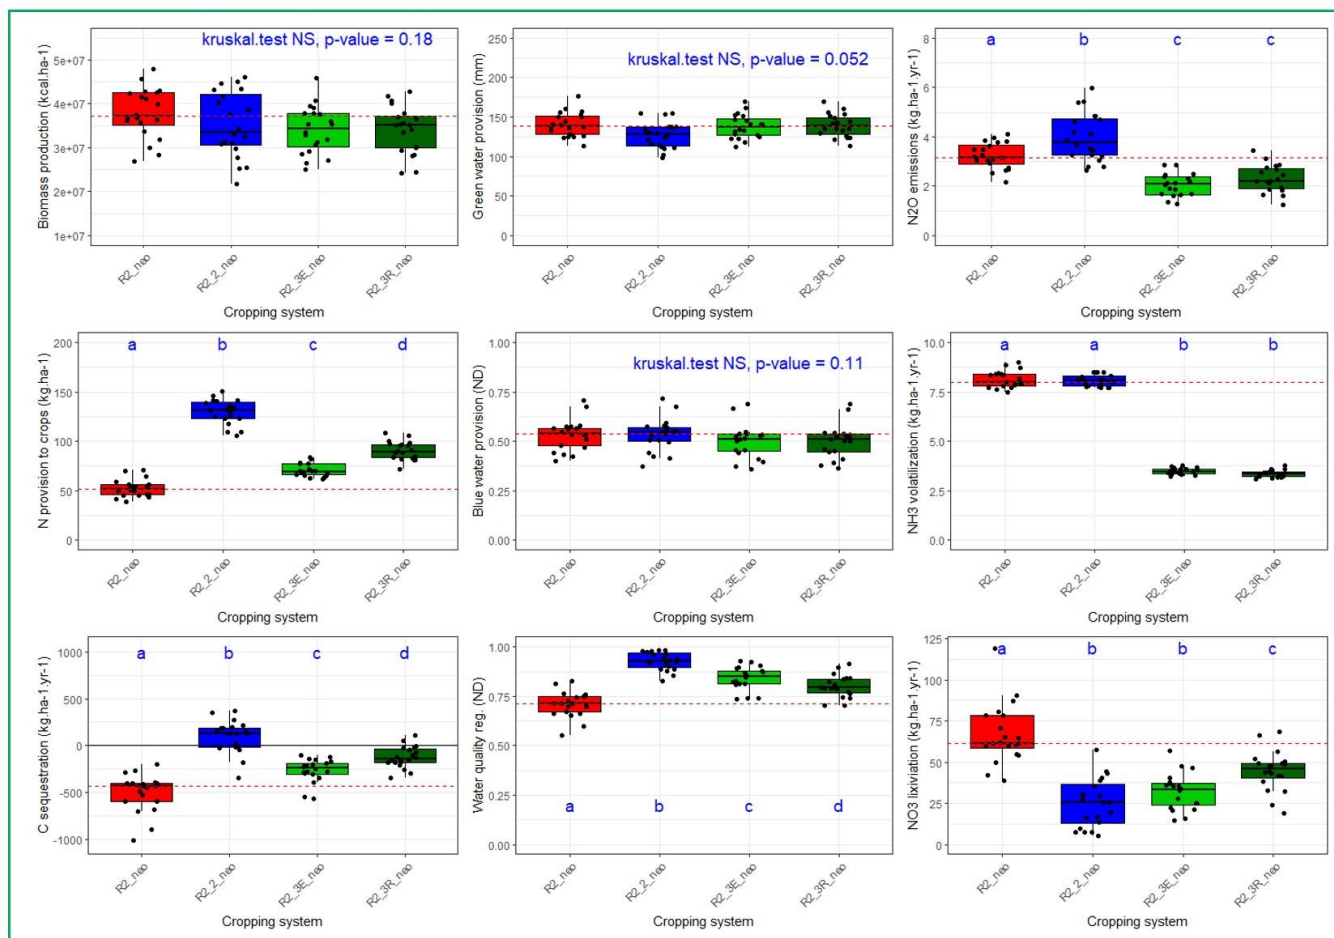 kruskal.test NS, p-value = 0.18
Biomass production (kcal.ha-1)
5e+07
4e+07
3e+07
2e+07
1e+07
R2_neo
R2_2_neo
R2_3E_neo
R2_3R_neo
Cropping system
kruskal.test NS, p-value = 0.052
Green water provision (mm)
250
200
150
100
50
0
R2_neo
R2_2_neo
R2_3E_neo
R2_3R_neo
Cropping system
a b c c
N2O emissions (kg.ha-1.yr-1)
8
6
4
2
0
R2_neo
R2_2_neo
R2_3E_neo
R2_3R_neo
Cropping system
a b c d
N provision to crops (kg.ha-1)
200
150
100
50
0
R2_neo
R2_2_neo
R2_3E_neo
R2_3R_neo
Cropping system
kruskal.test NS, p-value = 0.11
Blue water provision (ND)
1.00
0.75
0.50
0.25
0.00
R2_neo
R2_2_neo
R2_3E_neo
R2_3R_neo
Cropping system
a a b b
NH3 volatilization (kg.ha-1.yr-1)
10.0
7.5
5.0
2.5
0.0
R2_neo
R2_2_neo
R2_3E_neo
R2_3R_neo
Cropping system
a b c d
C sequestration (kg.ha-1.yr-1)
1000
500
0
-500
-1000
R2_neo
R2_2_neo
R2_3E_neo
R2_3R_neo
Cropping system
Water quality reg. (ND)
1.00
0.75
0.50
0.25
0.00
a b c d
R2_neo
R2_2_neo
R2_3E_neo
R2_3R_neo
Cropping system
a b b c
NO3 lixiviation (kg.ha-1.yr-1)
125
100
75
50
25
0
R2_neo
R2_2_neo
R2_3E_neo
R2_3R_neo
Cropping system